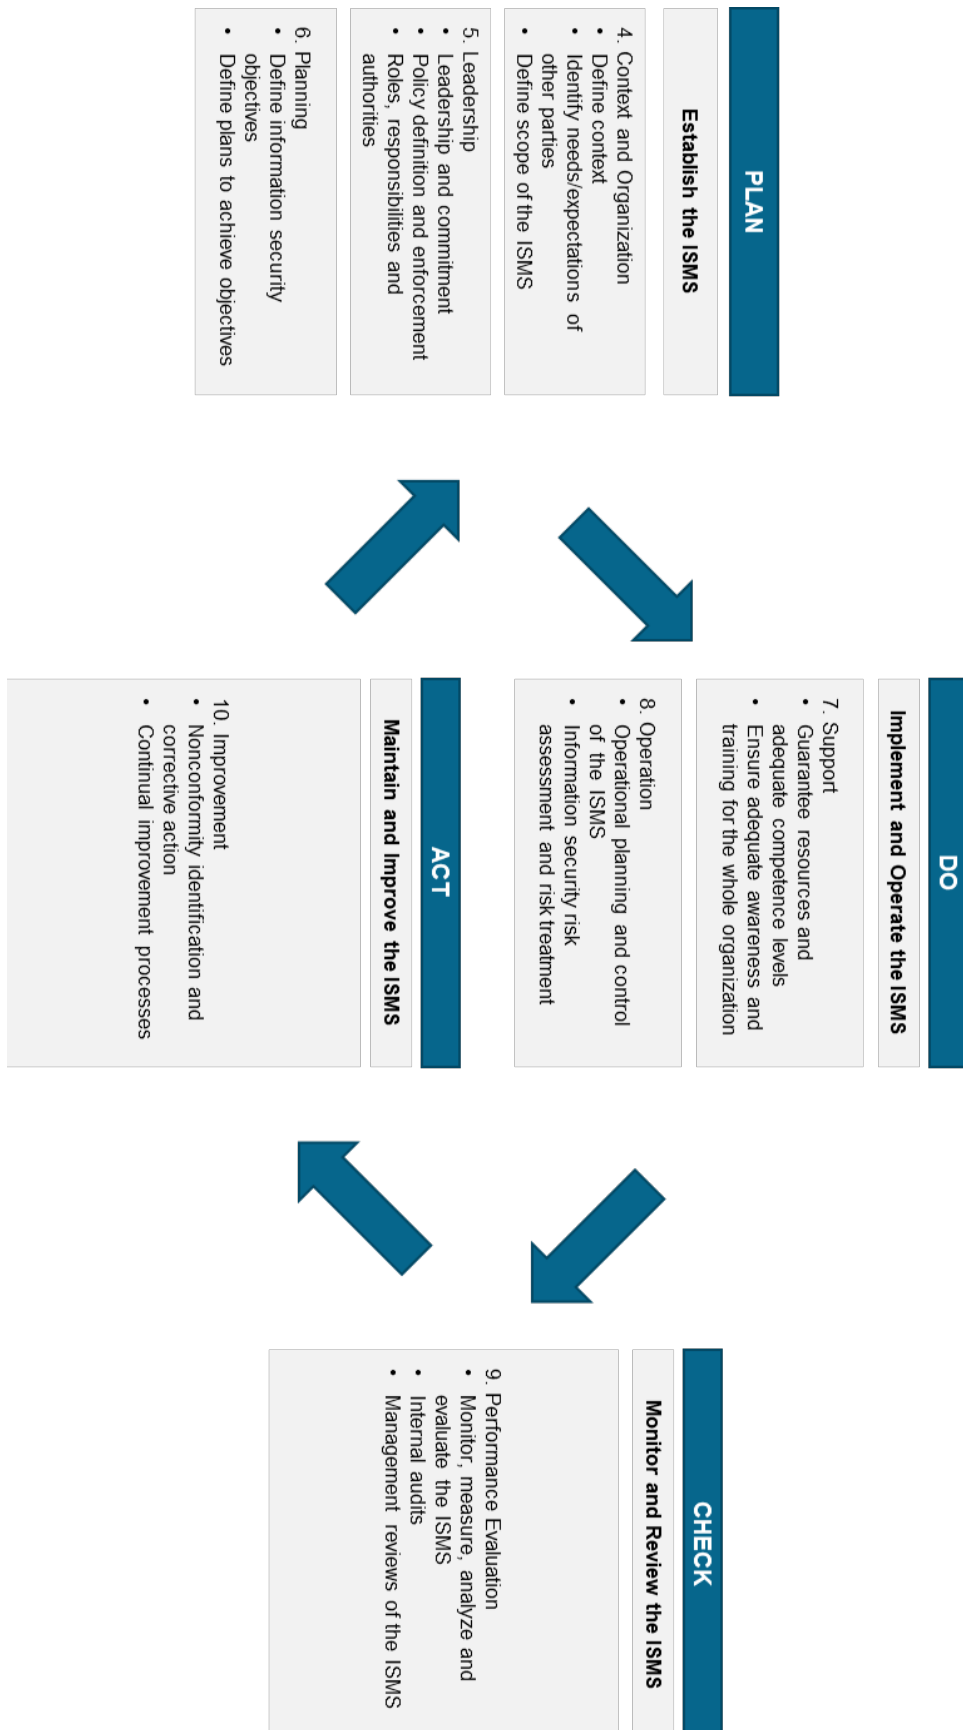 PLAN
Establish the ISMS
4. Context and Organization
• Define context
• Identify needs/expectations of
other parties
• Define scope of the ISMS
5. Leadership
• Leadership and commitment
• Policy definition and enforcement
• Roles, responsibilities and
authorities
6. Planning
• Define information security
objectives
• Define plans to achieve objectives
DO
Implement and Operate the ISMS
7. Support
• Guarantee resources and
adequate competence levels
• Ensure adequate awareness and
training for the whole organization
8. Operation
• Operational planning and control
of the ISMS
• Information security risk
assessment and risk treatment
CHECK
Monitor and Review the ISMS
9. Performance Evaluation
• Monitor, measure, analyze and
evaluate the ISMS
• Internal audits
• Management reviews of the ISMS
ACT
Maintain and Improve the ISMS
10. Improvement
• Nonconformity identification and
corrective action
• Continual improvement processes